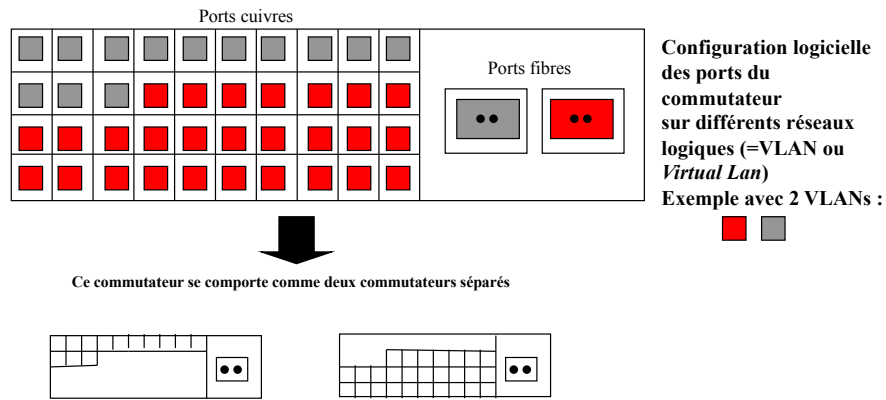 Ports cuivres
Ports fibres
Configuration logicielle
des ports du
commutateur
sur différents réseaux
logiques (=VLAN ou
Virtual Lan)
Exemple avec 2 VLANs :
Ce commutateur se comporte comme deux commutateurs séparés